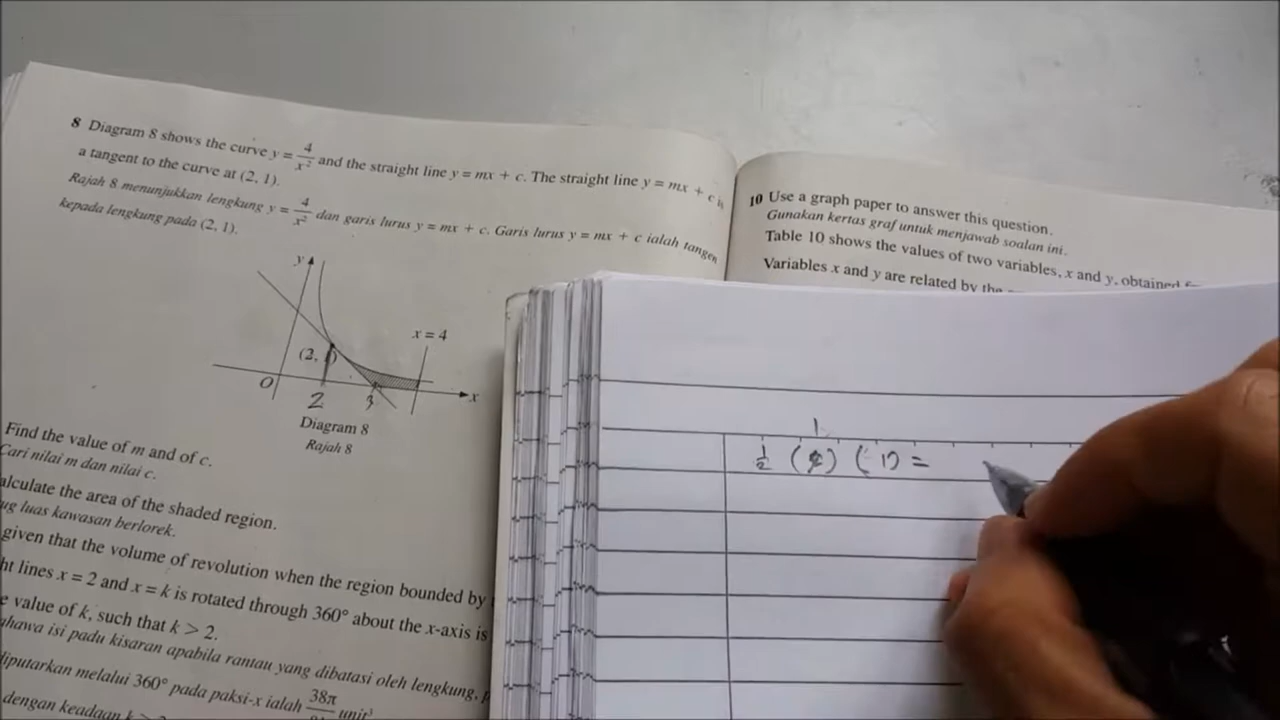 8 Diagram 8 shows the curve y = 4/x² and the straight line y = mx + c. The straight line y = mx + c is
a tangent to the curve at (2, 1).
Rajah 8 menunjukkan lengkung y = 4/x² dan garis lurus y = mx + c. Garis lurus y = mx + c ialah tangen
kepada lengkung pada (2, 1).
y
x = 4
(2,
O
2
3
x
Diagram 8
Rajah 8
Find the value of m and of c.
Cari nilai m dan nilai c.
alculate the area of the shaded region.
ng luas kawasan berlorek.
given that the volume of revolution when the region bounded by
ht lines x = 2 and x = k is rotated through 360° about the x-axis is
e value of k, such that k > 2.
ahawa isi padu kisaran apabila rantau yang dibatasi oleh lengkung,
diputarkan melalui 360° pada paksi-x ialah 38π unit³
dengan keadaan k >
10 Use a graph paper to answer this question.
Gunakan kertas graf untuk menjawab soalan ini.
Table 10 shows the values of two variables, x and y, obtained
Variables x and y are related by the
1
1/2 ( ) ( 1) =